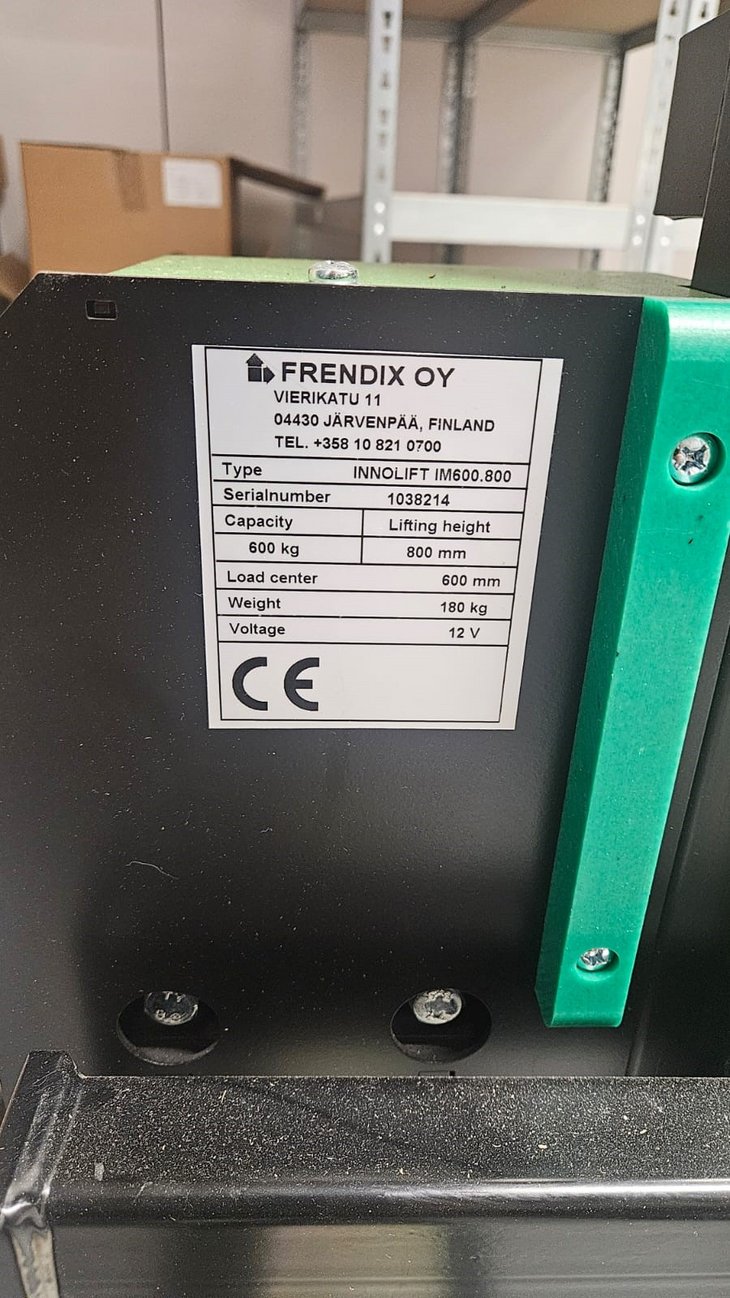 FRENDIX OY
VIERIKATU 11
04430 JÄRVENPÄÄ, FINLAND
TEL. +358 10 821 0700
Type INNOLIFT IM600.800
Serialnumber 1038214
Capacity Lifting height
600 kg 800 mm
Load center 600 mm
Weight 180 kg
Voltage 12 V
CE